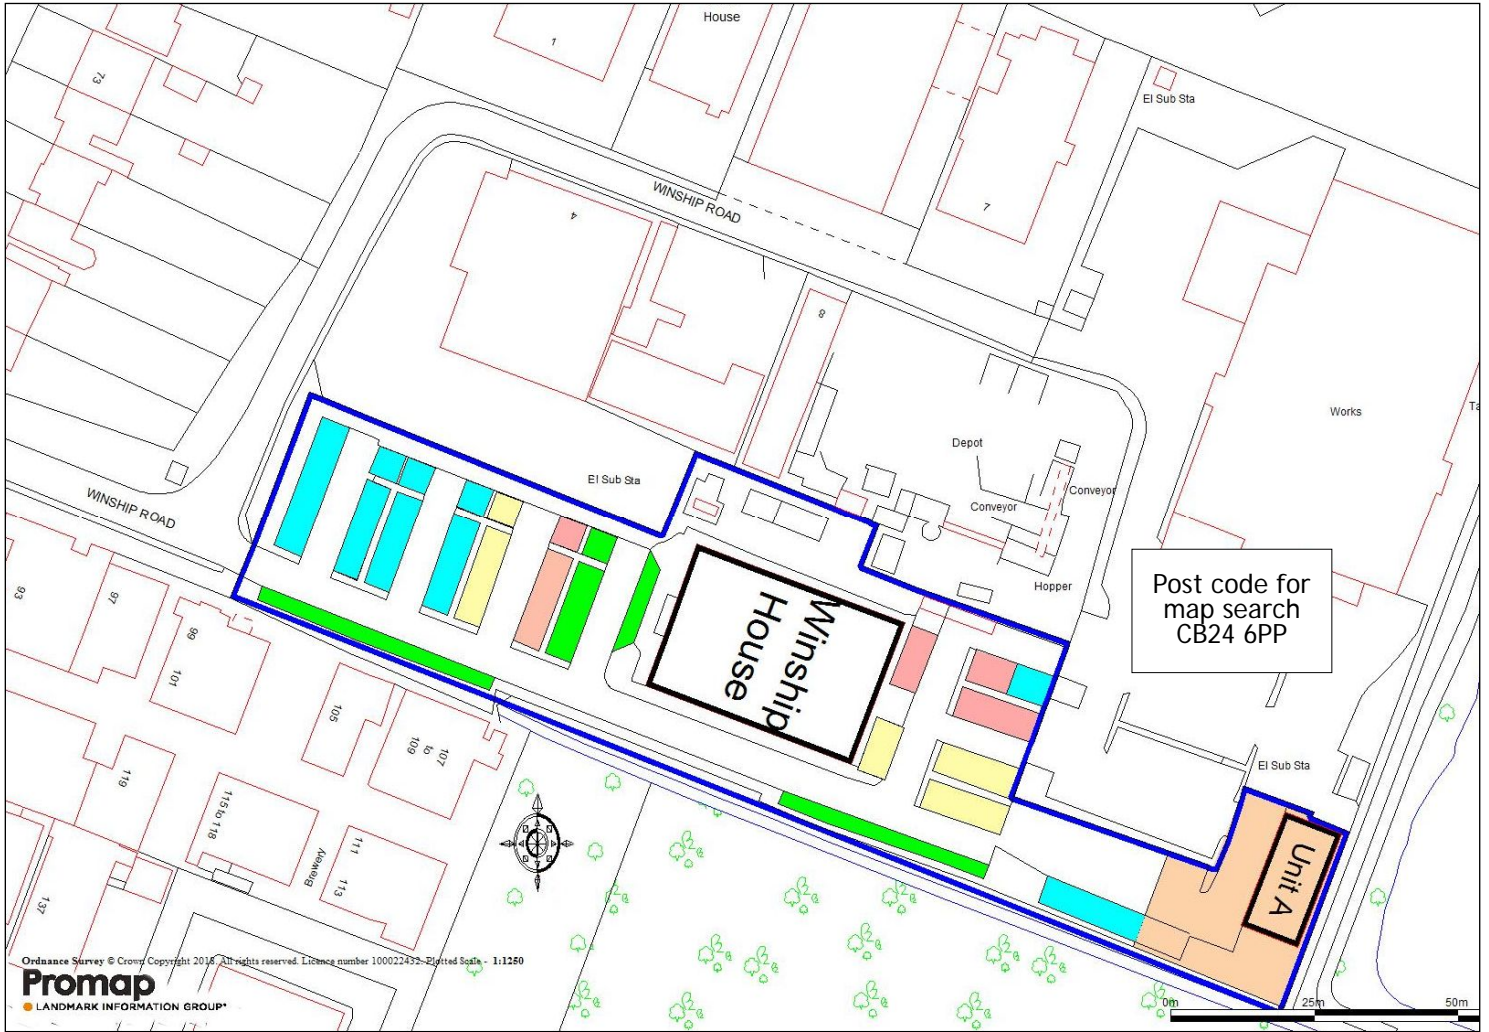 House
1
73
El Sub Sta
WINSHIP ROAD
4
7
8
Works
Ta
Depot
Conveyor
Conveyor
El Sub Sta
WINSHIP ROAD
Hopper
Post code for
map search
CB24 6PP
Winship
House
93
97
99
101
105
107
to
109
119
115 to 118
111
113
Brewery
137
El Sub Sta
Unit A
Ordnance Survey © Crown Copyright 2018. All rights reserved. Licence number 100022432. Plotted Scale - 1:1250
Promap
LANDMARK INFORMATION GROUP
0m 25m 50m